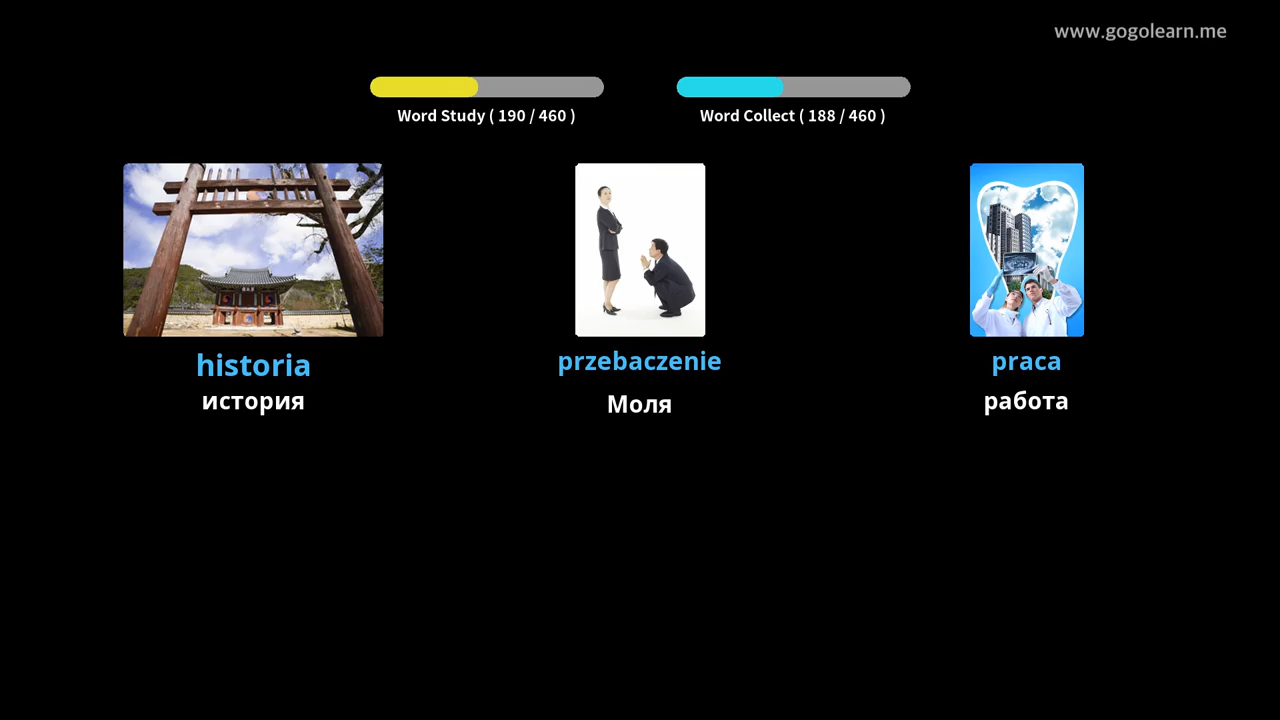 www.gogolearn.me
Word Study ( 190 / 460 )
Word Collect ( 188 / 460 )
historia
история
przebaczenie
Моля
praca
работа